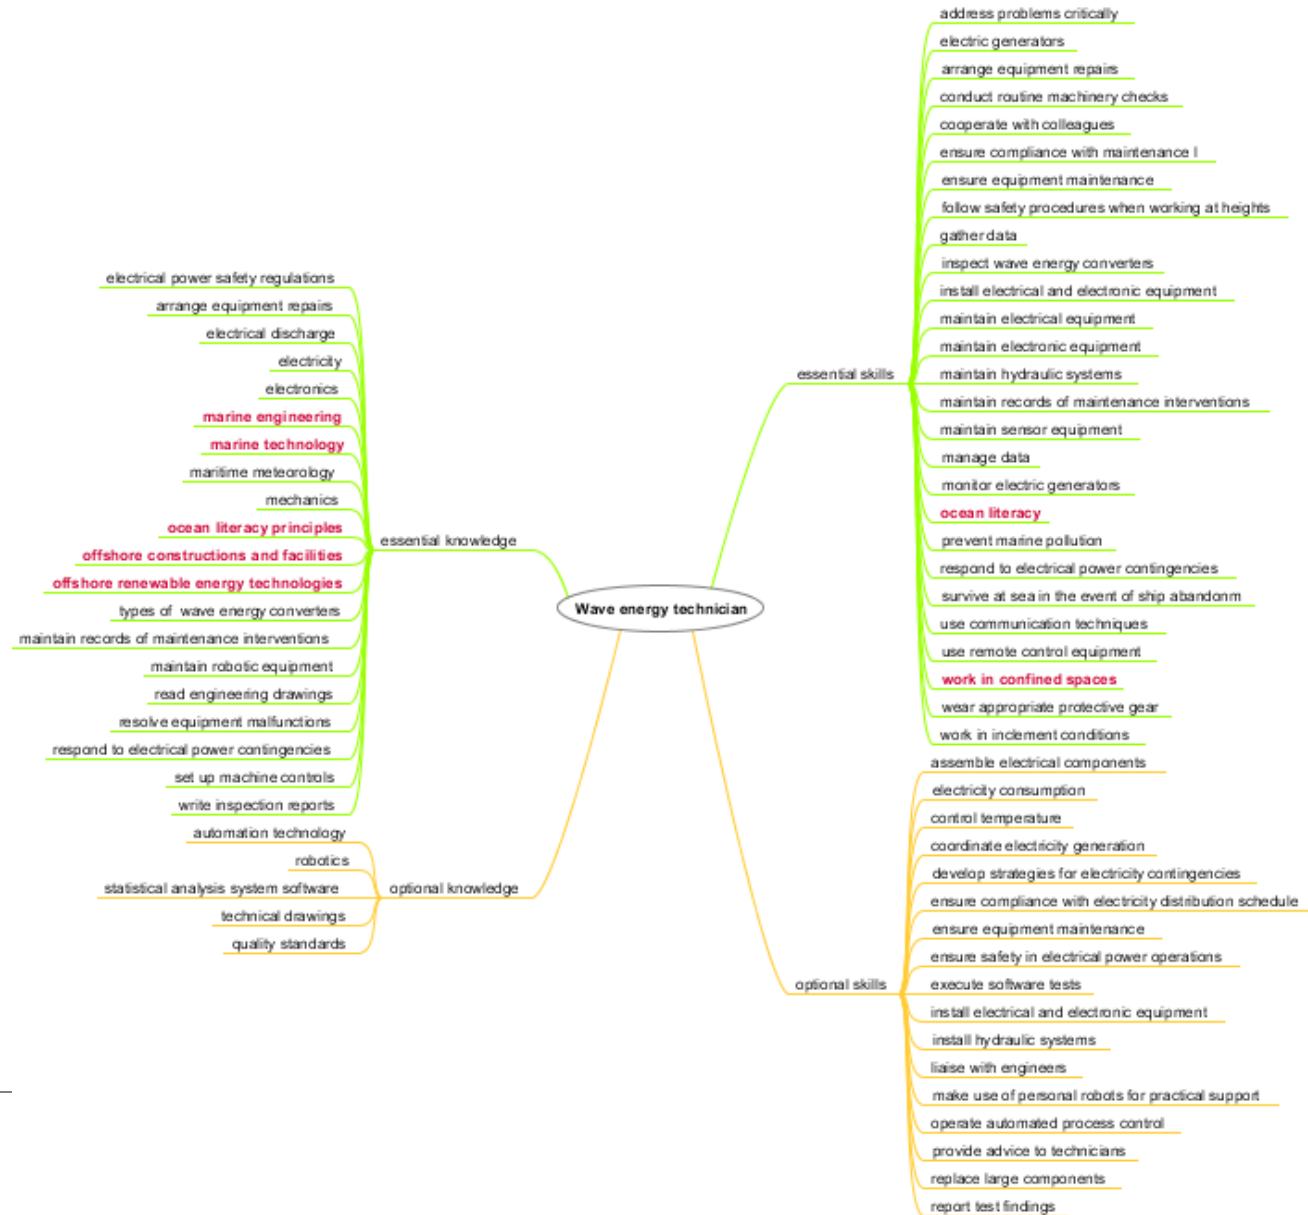 Wave energy technician
essential knowledge
electrical power safety regulations
arrange equipment repairs
electrical discharge
electricity
electronics
marine engineering
marine technology
maritime meteorology
mechanics
ocean literacy principles
offshore constructions and facilities
offshore renewable energy technologies
types of wave energy converters
maintain records of maintenance interventions
maintain robotic equipment
read engineering drawings
resolve equipment malfunctions
respond to electrical power contingencies
set up machine controls
write inspection reports
optional knowledge
automation technology
robotics
statistical analysis system software
technical drawings
quality standards
essential skills
address problems critically
electric generators
arrange equipment repairs
conduct routine machinery checks
cooperate with colleagues
ensure compliance with maintenance l
ensure equipment maintenance
follow safety procedures when working at heights
gather data
inspect wave energy converters
install electrical and electronic equipment
maintain electrical equipment
maintain electronic equipment
maintain hydraulic systems
maintain records of maintenance interventions
maintain sensor equipment
manage data
monitor electric generators
ocean literacy
prevent marine pollution
respond to electrical power contingencies
survive at sea in the event of ship abandonm
use communication techniques
use remote control equipment
work in confined spaces
wear appropriate protective gear
work in inclement conditions
optional skills
assemble electrical components
electricity consumption
control temperature
coordinate electricity generation
develop strategies for electricity contingencies
ensure compliance with electricity distribution schedule
ensure equipment maintenance
ensure safety in electrical power operations
execute software tests
install electrical and electronic equipment
install hydraulic systems
liaise with engineers
make use of personal robots for practical support
operate automated process control
provide advice to technicians
replace large components
report test findings